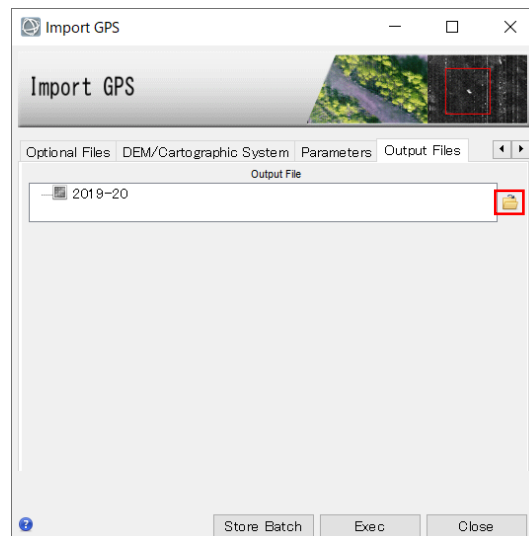 Import GPS
Import GPS
Optional Files DEM/Cartographic System Parameters Output Files
Output File
2019-20
?
Store Batch Exec Close